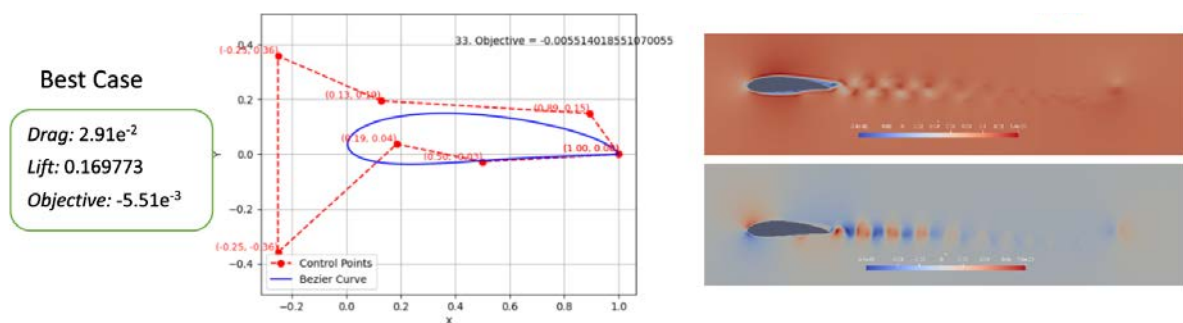 Best Case
Drag: 2.91e⁻²
Lift: 0.169773
Objective: -5.51e⁻³
33. Objective = -0.005514018551070055
(-0.25, 0.36)
(0.13, 0.19)
(0.89, 0.15)
(0.19, 0.04)
(0.50, -0.03)
(1.00, 0.00)
(-0.25, -0.36)
0.4
0.2
0.0
−0.2
−0.4
Y
Control Points
Bezier Curve
−0.2
0.0
0.2
0.4
0.6
0.8
1.0
X